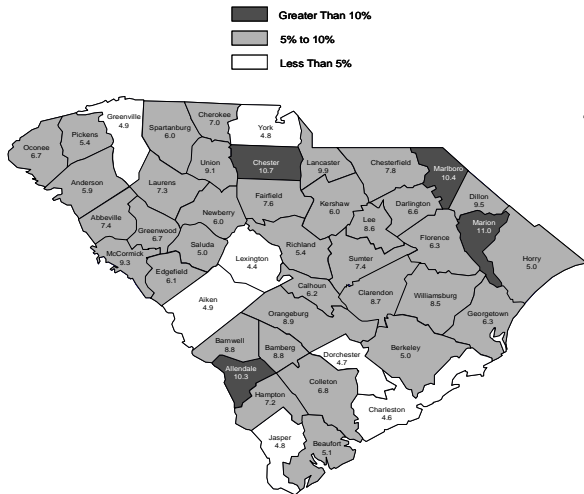 Greater Than 10%
5% to 10%
Less Than 5%
Cherokee
7.0
Greenville
4.9
Spartanburg
6.0
York
4.8
Pickens
5.4
Oconee
6.7
Union
9.1
Chester
10.7
Lancaster
9.9
Chesterfield
7.8
Marlboro
10.4
Anderson
5.9
Laurens
7.3
Fairfield
7.6
Kershaw
6.0
Darlington
6.6
Dillon
9.5
Abbeville
7.4
Greenwood
6.7
Newberry
6.0
Lee
8.6
Florence
6.3
Marion
11.0
McCormick
9.3
Saluda
5.0
Edgefield
6.1
Lexington
4.4
Richland
5.4
Sumter
7.4
Horry
5.0
Aiken
4.9
Calhoun
6.2
Clarendon
8.7
Williamsburg
8.5
Georgetown
6.3
Orangeburg
8.9
Barnwell
8.8
Bamberg
8.8
Dorchester
4.7
Berkeley
5.0
Allendale
10.3
Hampton
7.2
Colleton
6.8
Charleston
4.6
Jasper
4.8
Beaufort
5.1